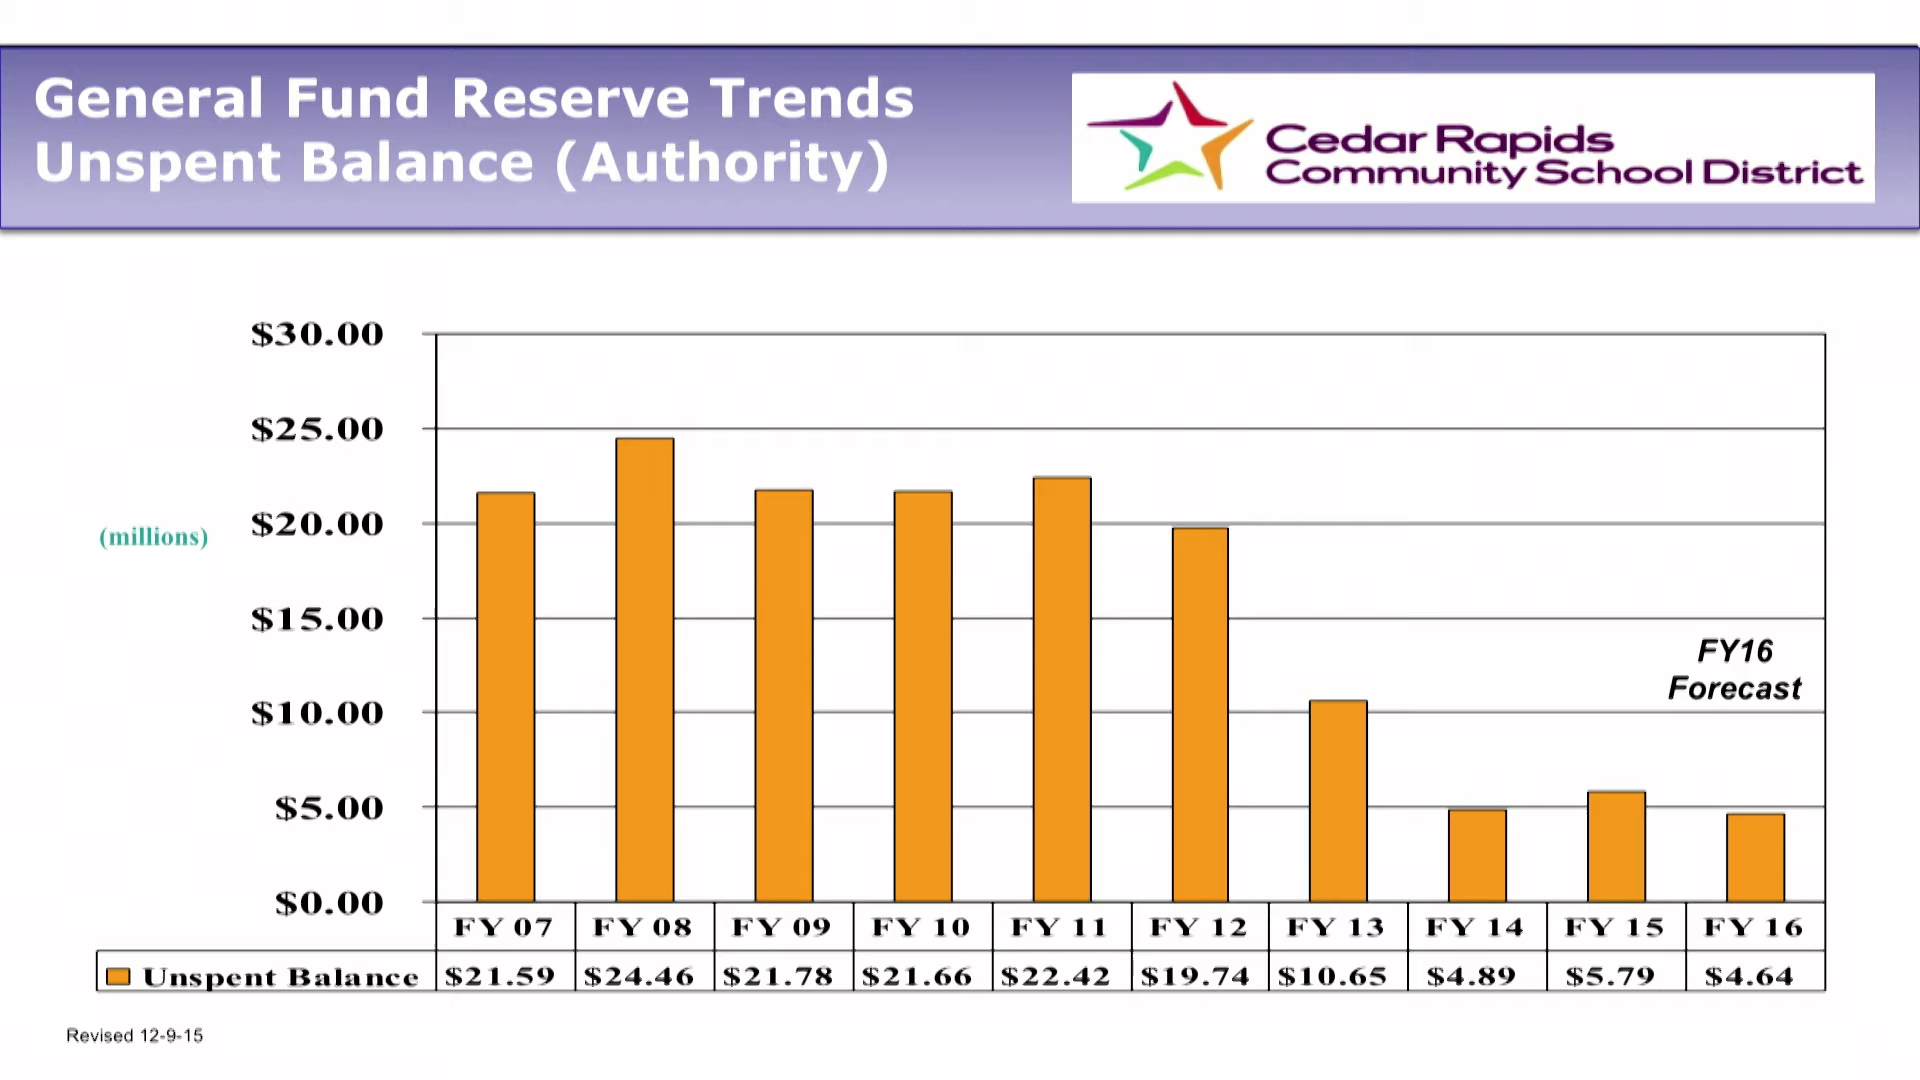 General Fund Reserve Trends
Unspent Balance (Authority)
Cedar Rapids
Community School District
$30.00
$25.00
(millions) $20.00
$15.00
FY16
Forecast
$10.00
$5.00
$0.00
FY 07 FY 08 FY 09 FY 10 FY 11 FY 12 FY 13 FY 14 FY 15 FY 16
Unspent Balance $21.59 $24.46 $21.78 $21.66 $22.42 $19.74 $10.65 $4.89 $5.79 $4.64
Revised 12-9-15